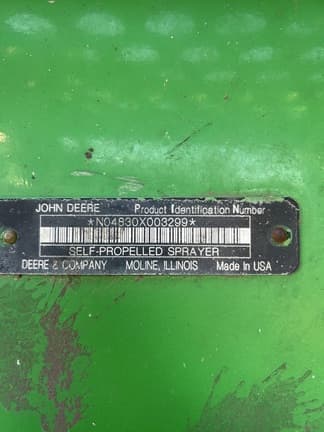 JOHN DEERE Product Identification Number
*N04830X003299*
SELF-PROPELLED SPRAYER
DEERE & COMPANY MOLINE, ILLINOIS Made In USA